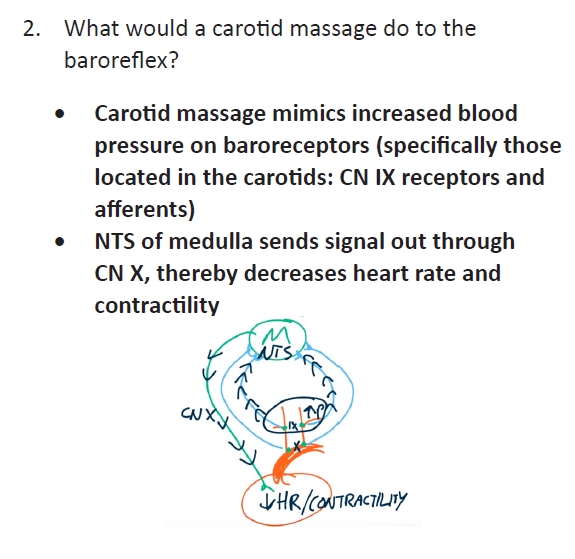 2. What would a carotid massage do to the
baroreflex?
• Carotid massage mimics increased blood
pressure on baroreceptors (specifically those
located in the carotids: CN IX receptors and
afferents)
• NTS of medulla sends signal out through
CN X, thereby decreases heart rate and
contractility
M
NTS
CN X
↑P
IX
X
↓HR/CONTRACTILITY